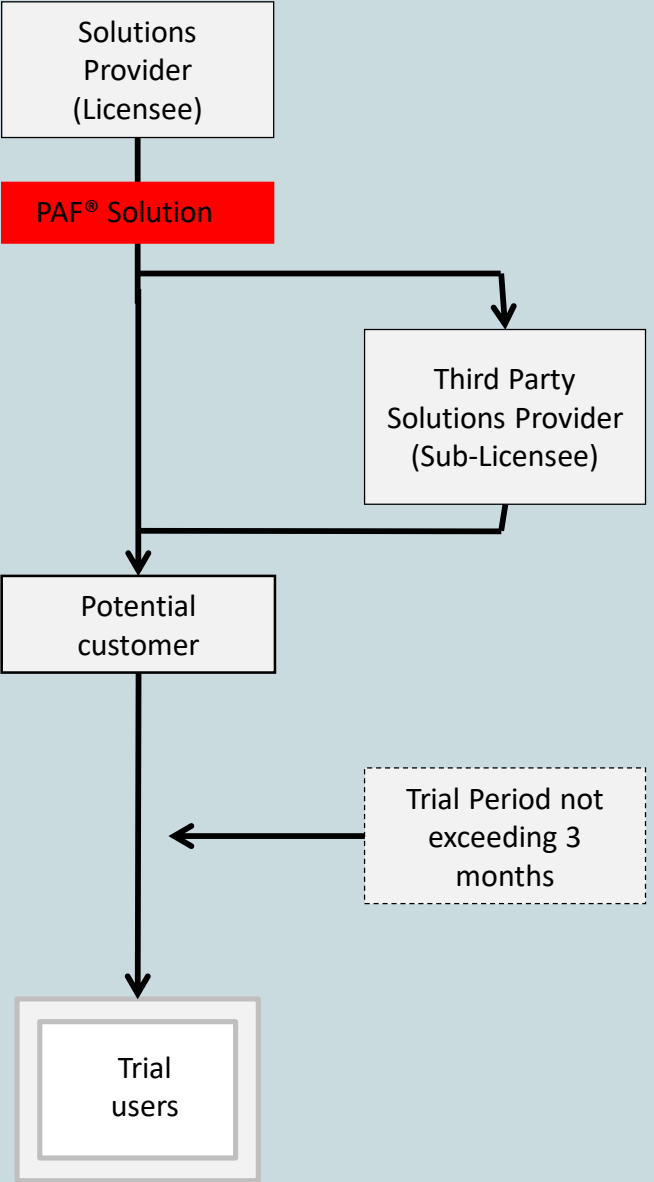 Solutions
Provider
(Licensee)
PAF® Solution
Third Party
Solutions Provider
(Sub-Licensee)
Potential
customer
Trial Period not
exceeding 3
months
Trial
users